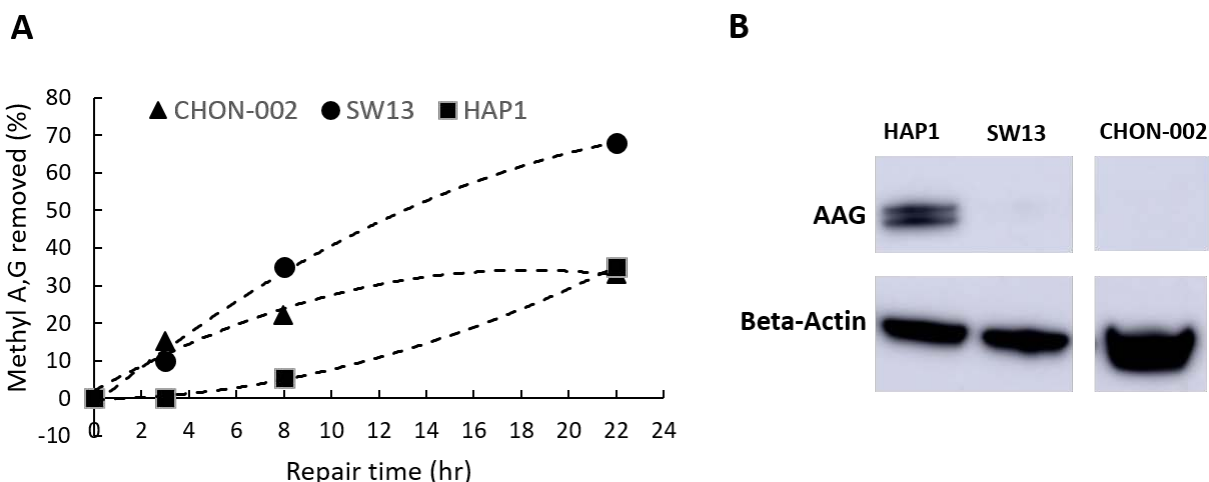 A
Methyl A,G removed (%)
80
70
60
50
40
30
20
10
0
-10
CHON-002 SW13 HAP1
0 2 4 6 8 10 12 14 16 18 20 22 24
Repair time (hr)
B
HAP1 SW13 CHON-002
AAG
Beta-Actin